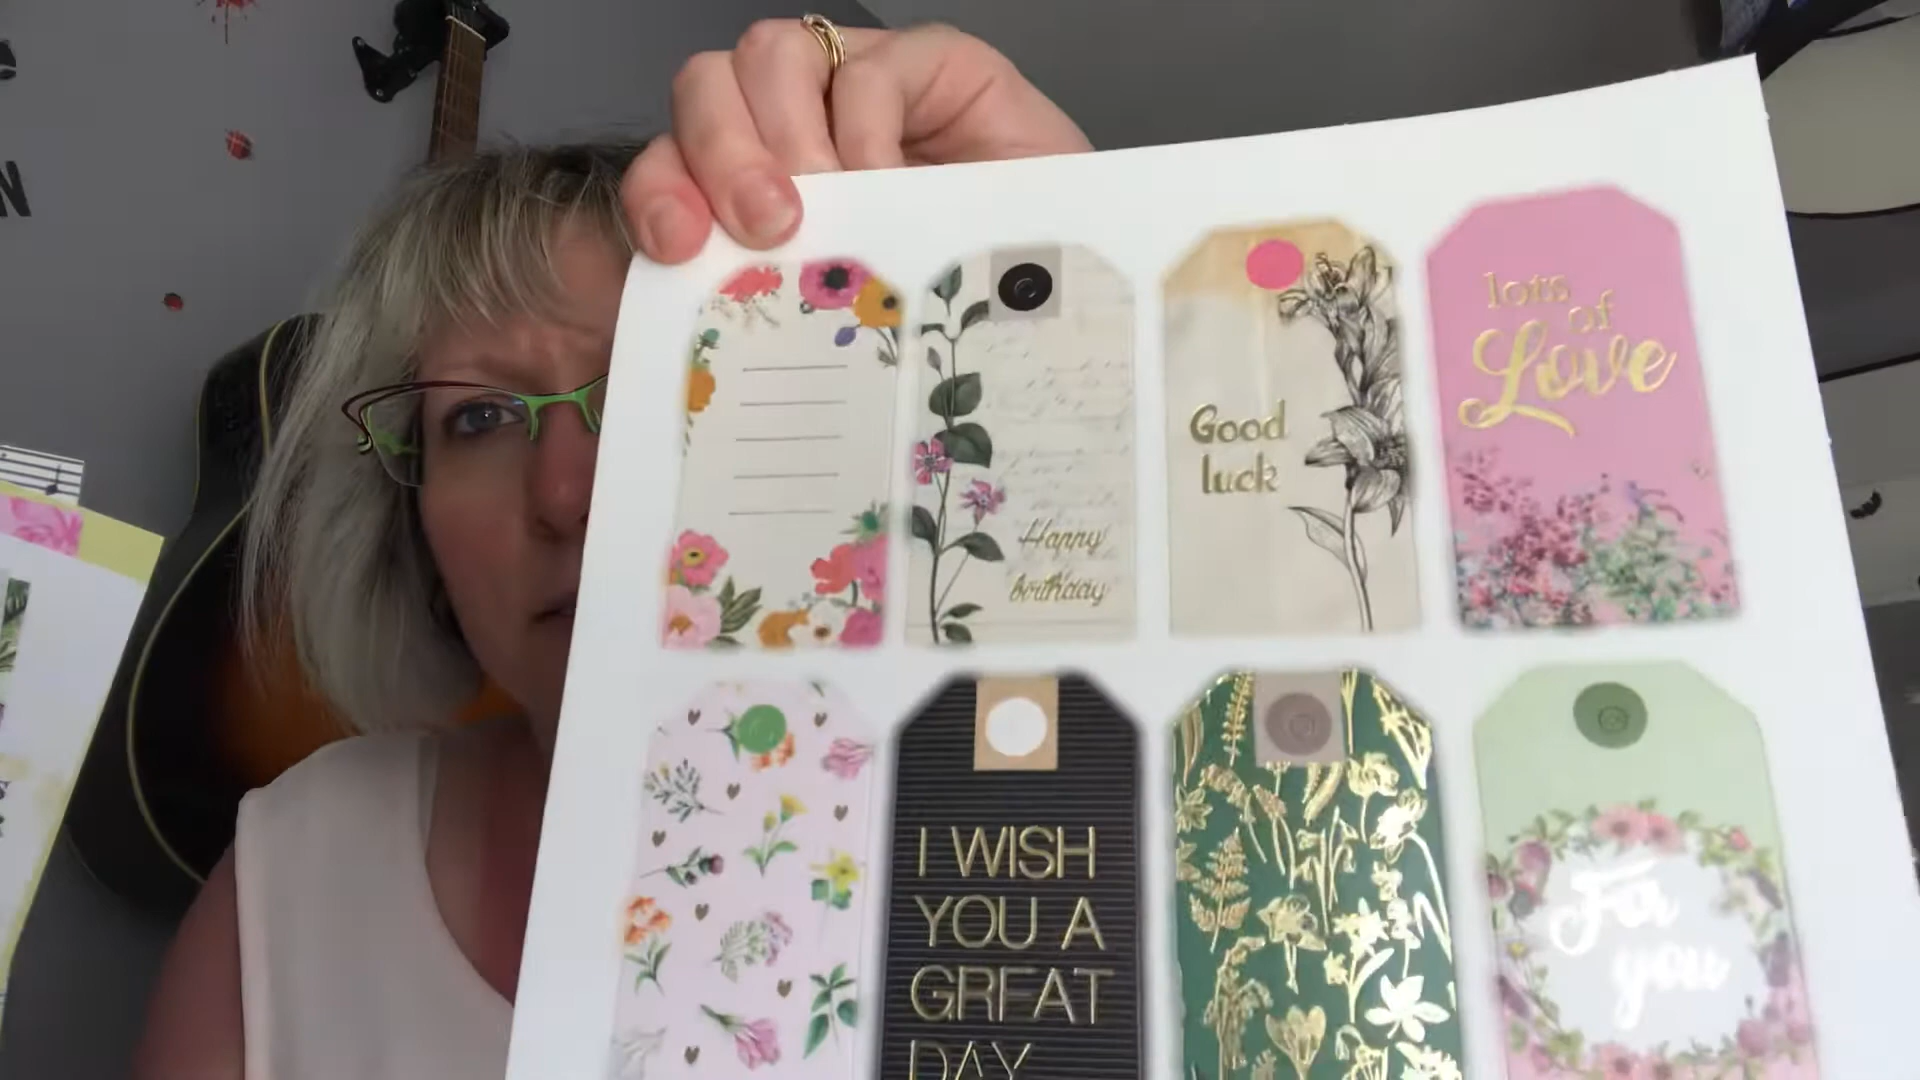 N
Happy
birthday
Good
luck
lots
of
Love
I WISH
YOU A
GREAT
DAY
For
you